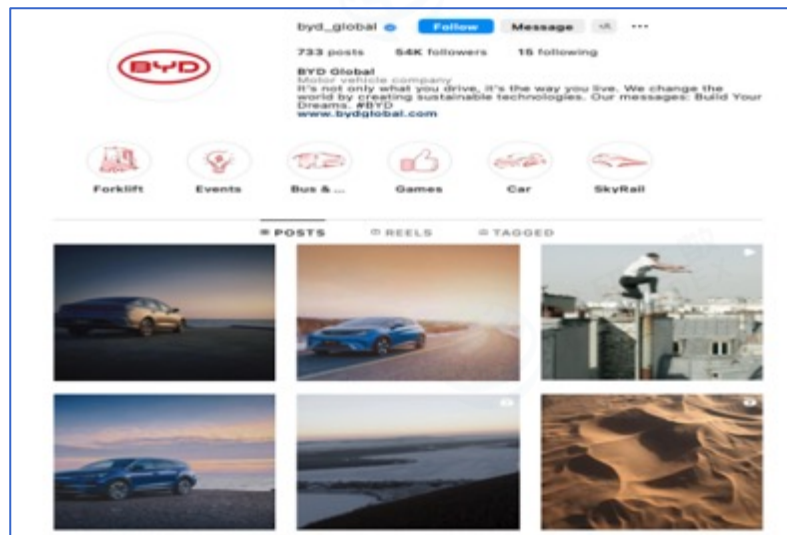 byd_global Follow Message
733 posts 54K followers 15 following
BYD Global
Motor vehicle company
It's not only what you drive, it's the way you live. We change the
world by creating sustainable technologies. Our messages: Build Your
Dreams. #BYD
www.bydglobal.com
BYD
Forklift Events Bus & ... Games Car SkyRail
POSTS REELS TAGGED